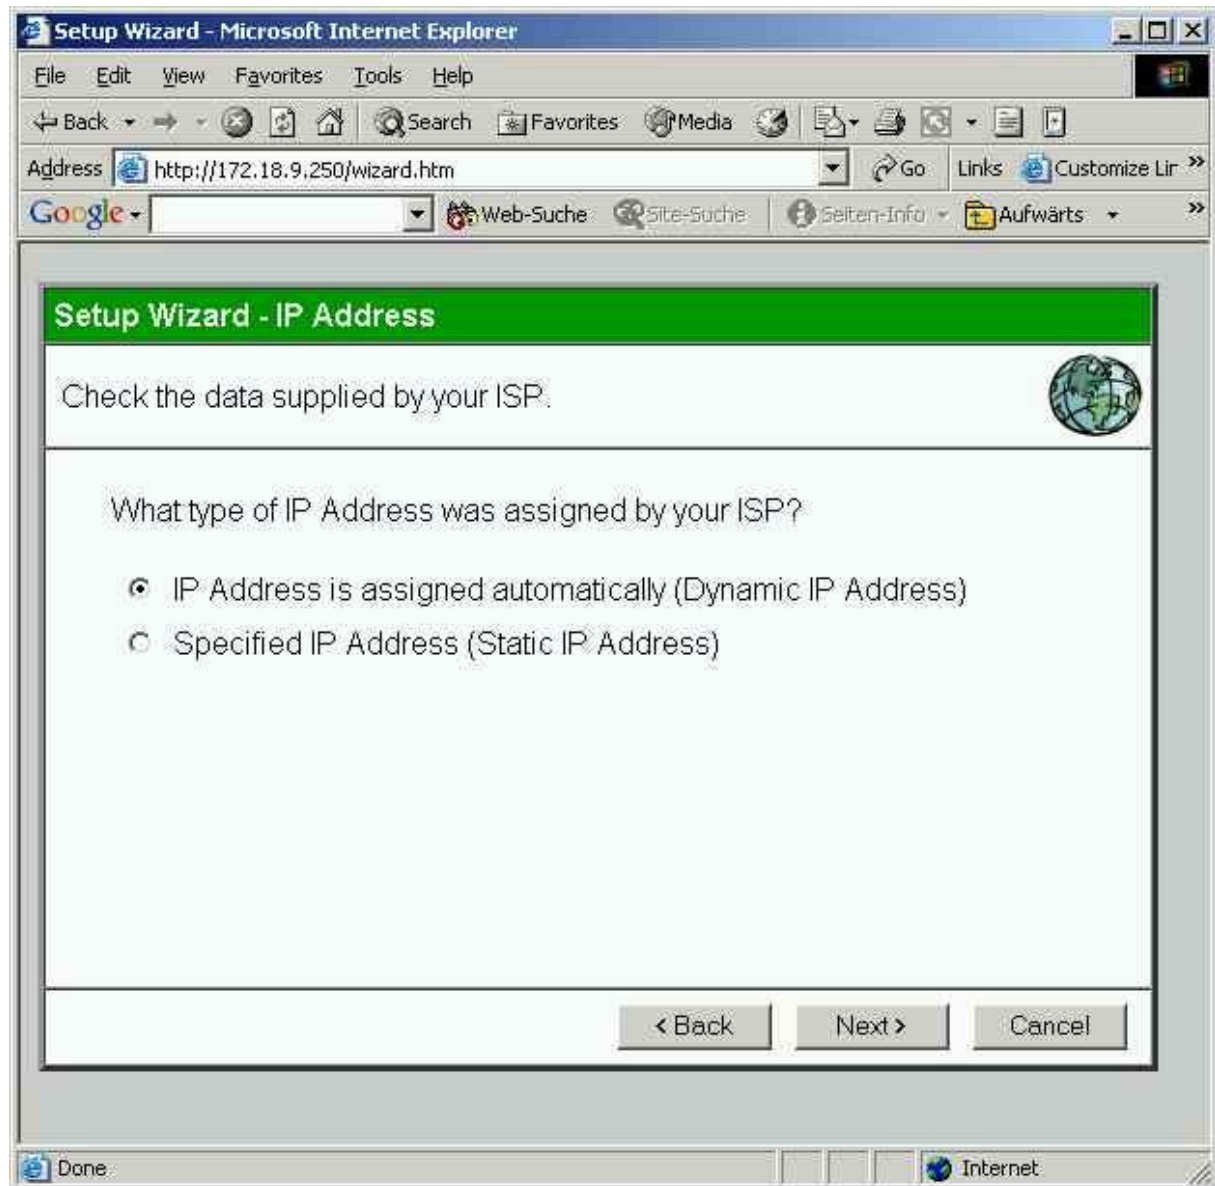 Setup Wizard - Microsoft Internet Explorer
File Edit View Favorites Tools Help
Back Search Favorites Media
Address http://172.18.9.250/wizard.htm Go Links Customize Lir »
Google Web-Suche Site-Suche Seiten-Info Aufwärts »
Setup Wizard - IP Address
Check the data supplied by your ISP.
What type of IP Address was assigned by your ISP?
IP Address is assigned automatically (Dynamic IP Address)
Specified IP Address (Static IP Address)
< Back Next > Cancel
Done Internet